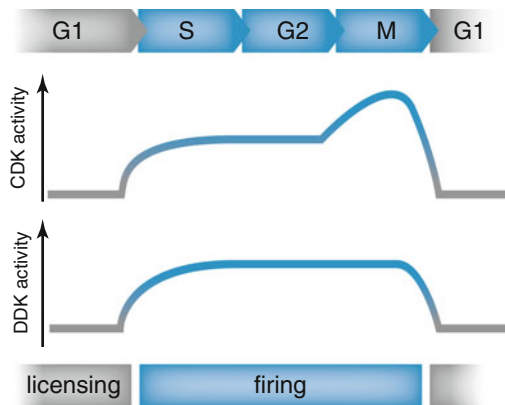 G1 S G2 M G1
CDK activity
DDK activity
licensing firing